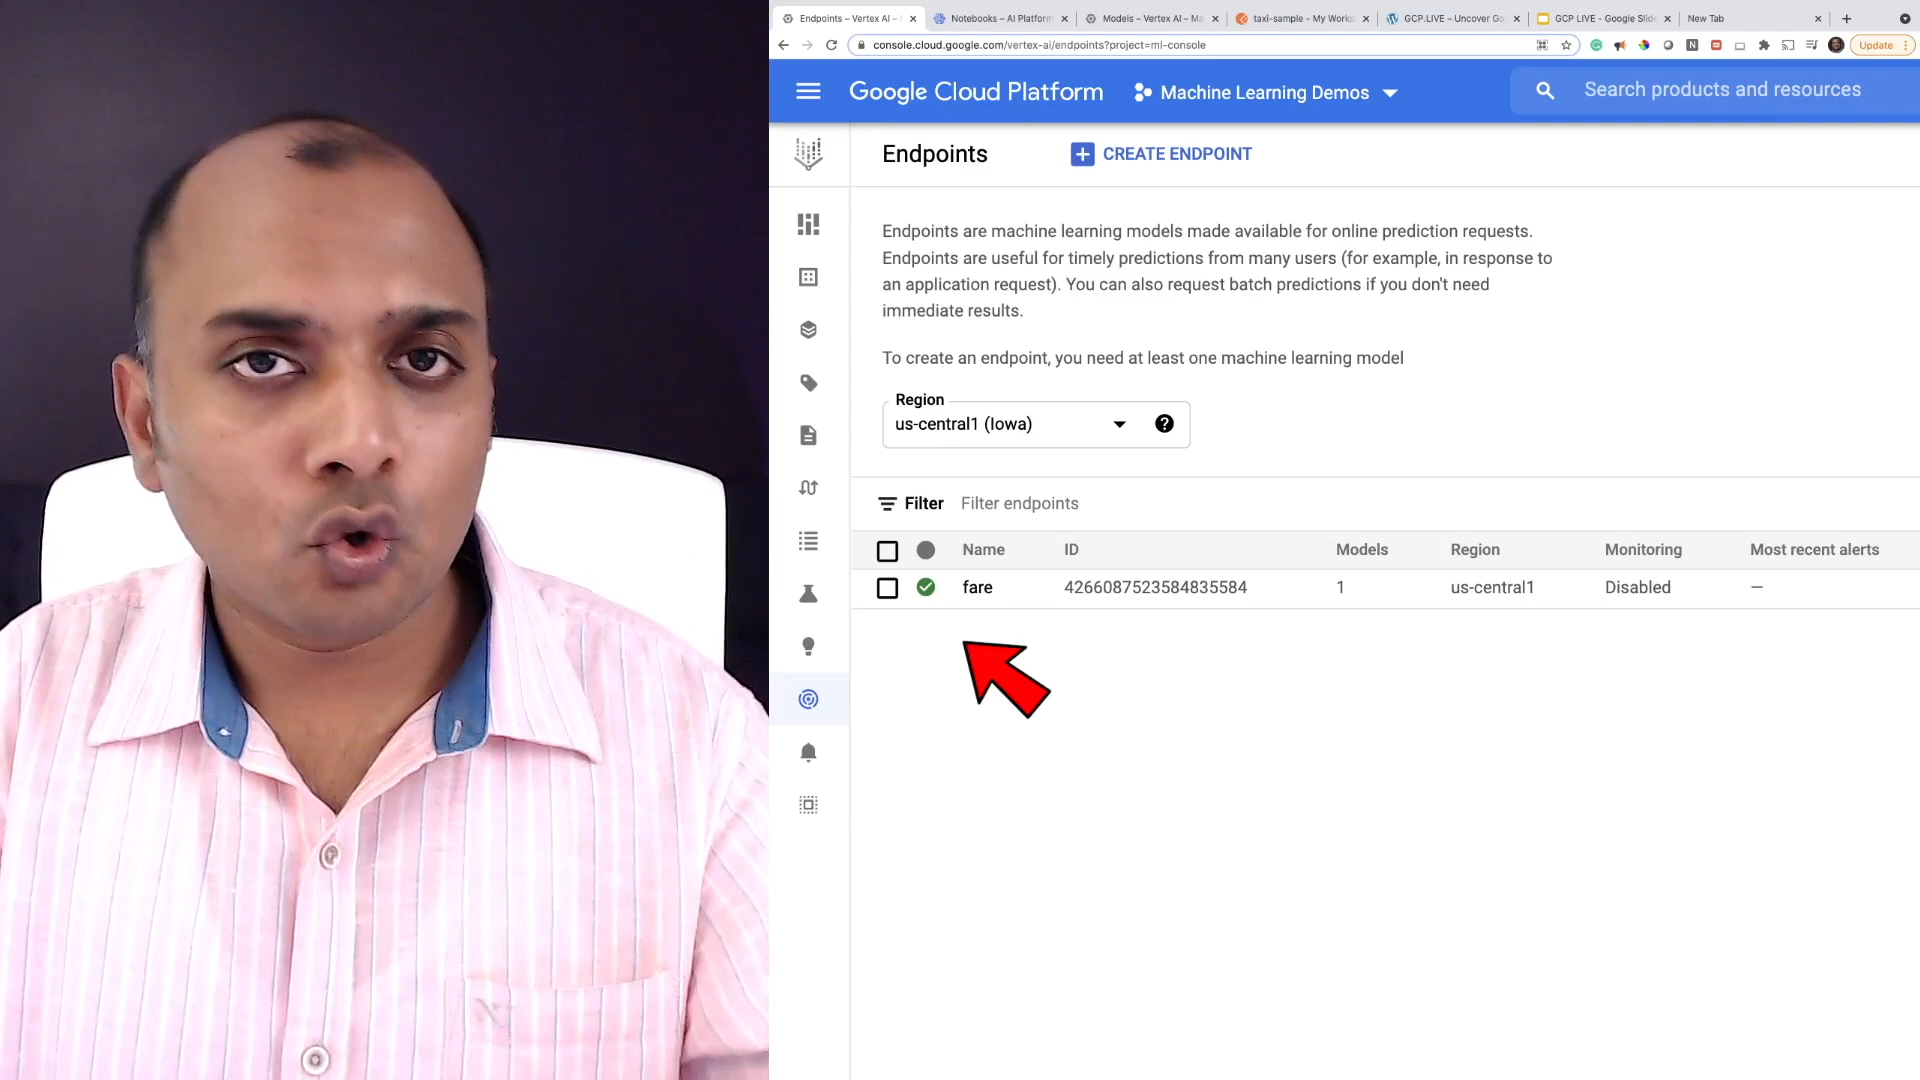 Endpoints – Vertex AI –
Notebooks – AI Platform
Models – Vertex AI – Ma
taxi-sample - My Works
GCP.LIVE – Uncover Go
GCP LIVE - Google Slide
New Tab
console.cloud.google.com/vertex-ai/endpoints?project=ml-console
Update
Google Cloud Platform
Machine Learning Demos
Search products and resources
Endpoints
CREATE ENDPOINT
Endpoints are machine learning models made available for online prediction requests.
Endpoints are useful for timely predictions from many users (for example, in response to
an application request). You can also request batch predictions if you don't need
immediate results.
To create an endpoint, you need at least one machine learning model
Region
us-central1 (Iowa)
Filter Filter endpoints
Name ID Models Region Monitoring Most recent alerts
fare 4266087523584835584 1 us-central1 Disabled —